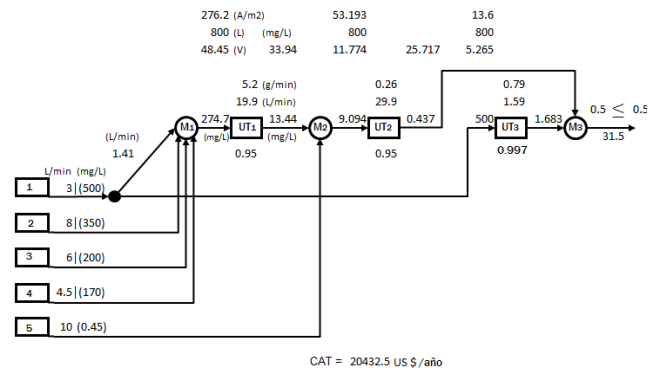 276.2 (A/m2) 53.193 13.6
800 (L) (mg/L) 800 800
48.45 (V) 33.94 11.774 25.717 5.265
5.2 (g/min) 0.26 0.79
19.9 (L/min) 29.9 1.59
(L/min) M1 274.7 UT1 13.44 M2 9.094 UT2 0.437 500 UT3 1.683 M3 0.5 ≤ 0.5
(mg/L) (mg/L) 31.5
1.41 0.95 0.95 0.997
L/min (mg/L)
1 3|(500)
2 8|(350)
3 6|(200)
4 4.5|(170)
5 10 (0.45)
CAT = 20432.5 US $/año